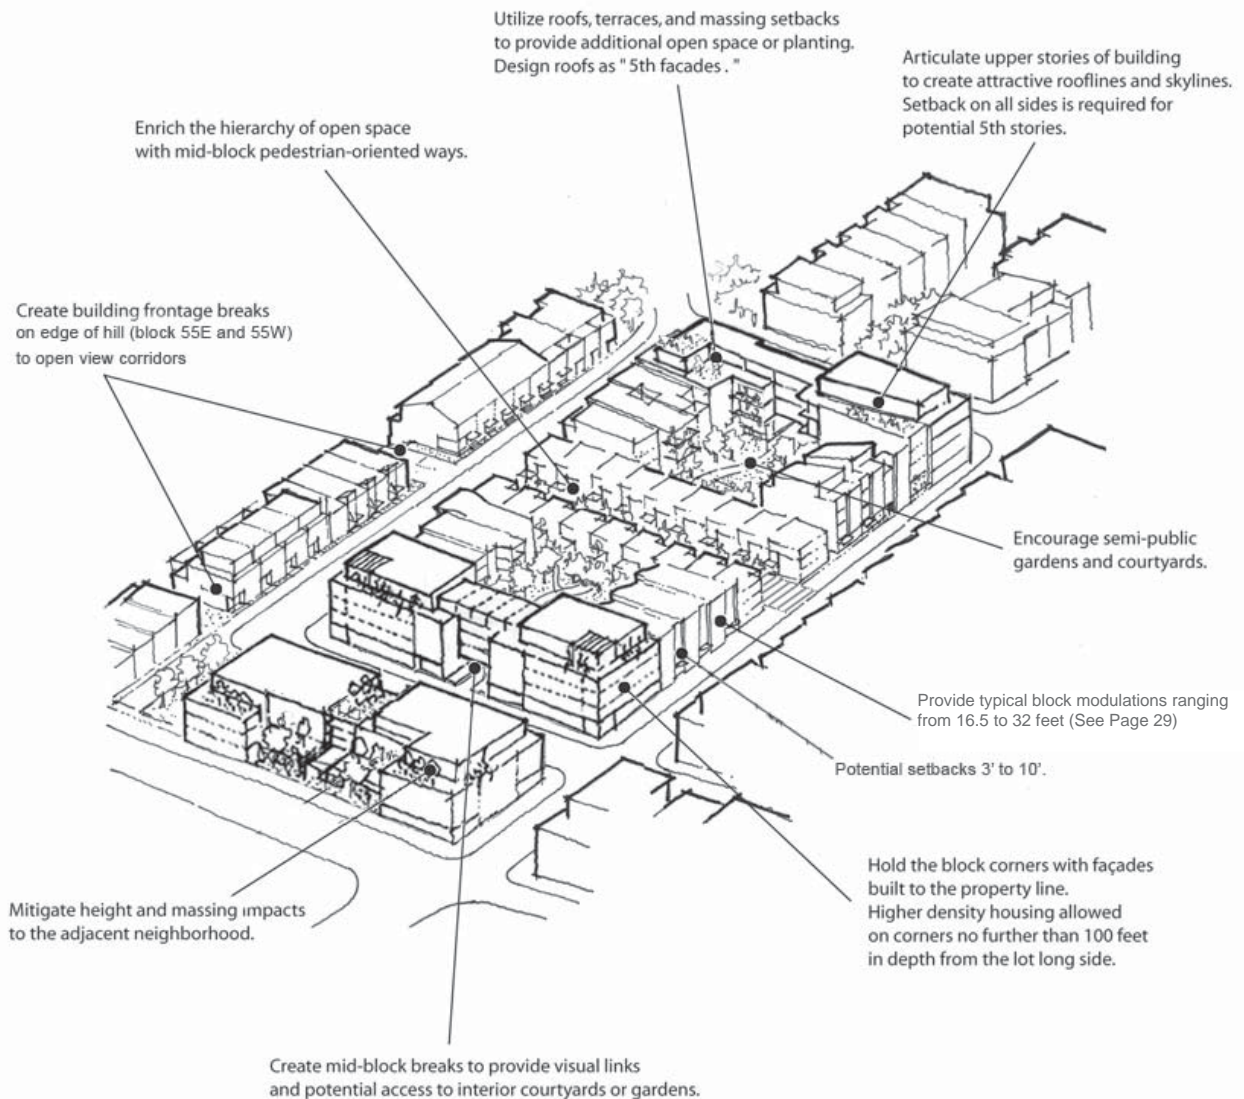 Utilize roofs, terraces, and massing setbacks
to provide additional open space or planting.
Design roofs as " 5th facades . "
Articulate upper stories of building
to create attractive rooflines and skylines.
Setback on all sides is required for
potential 5th stories.
Enrich the hierarchy of open space
with mid-block pedestrian-oriented ways.
Create building frontage breaks
on edge of hill (block 55E and 55W)
to open view corridors
Encourage semi-public
gardens and courtyards.
Provide typical block modulations ranging
from 16.5 to 32 feet (See Page 29)
Potential setbacks 3' to 10'.
Hold the block corners with façades
built to the property line.
Higher density housing allowed
on corners no further than 100 feet
in depth from the lot long side.
Mitigate height and massing impacts
to the adjacent neighborhood.
Create mid-block breaks to provide visual links
and potential access to interior courtyards or gardens.